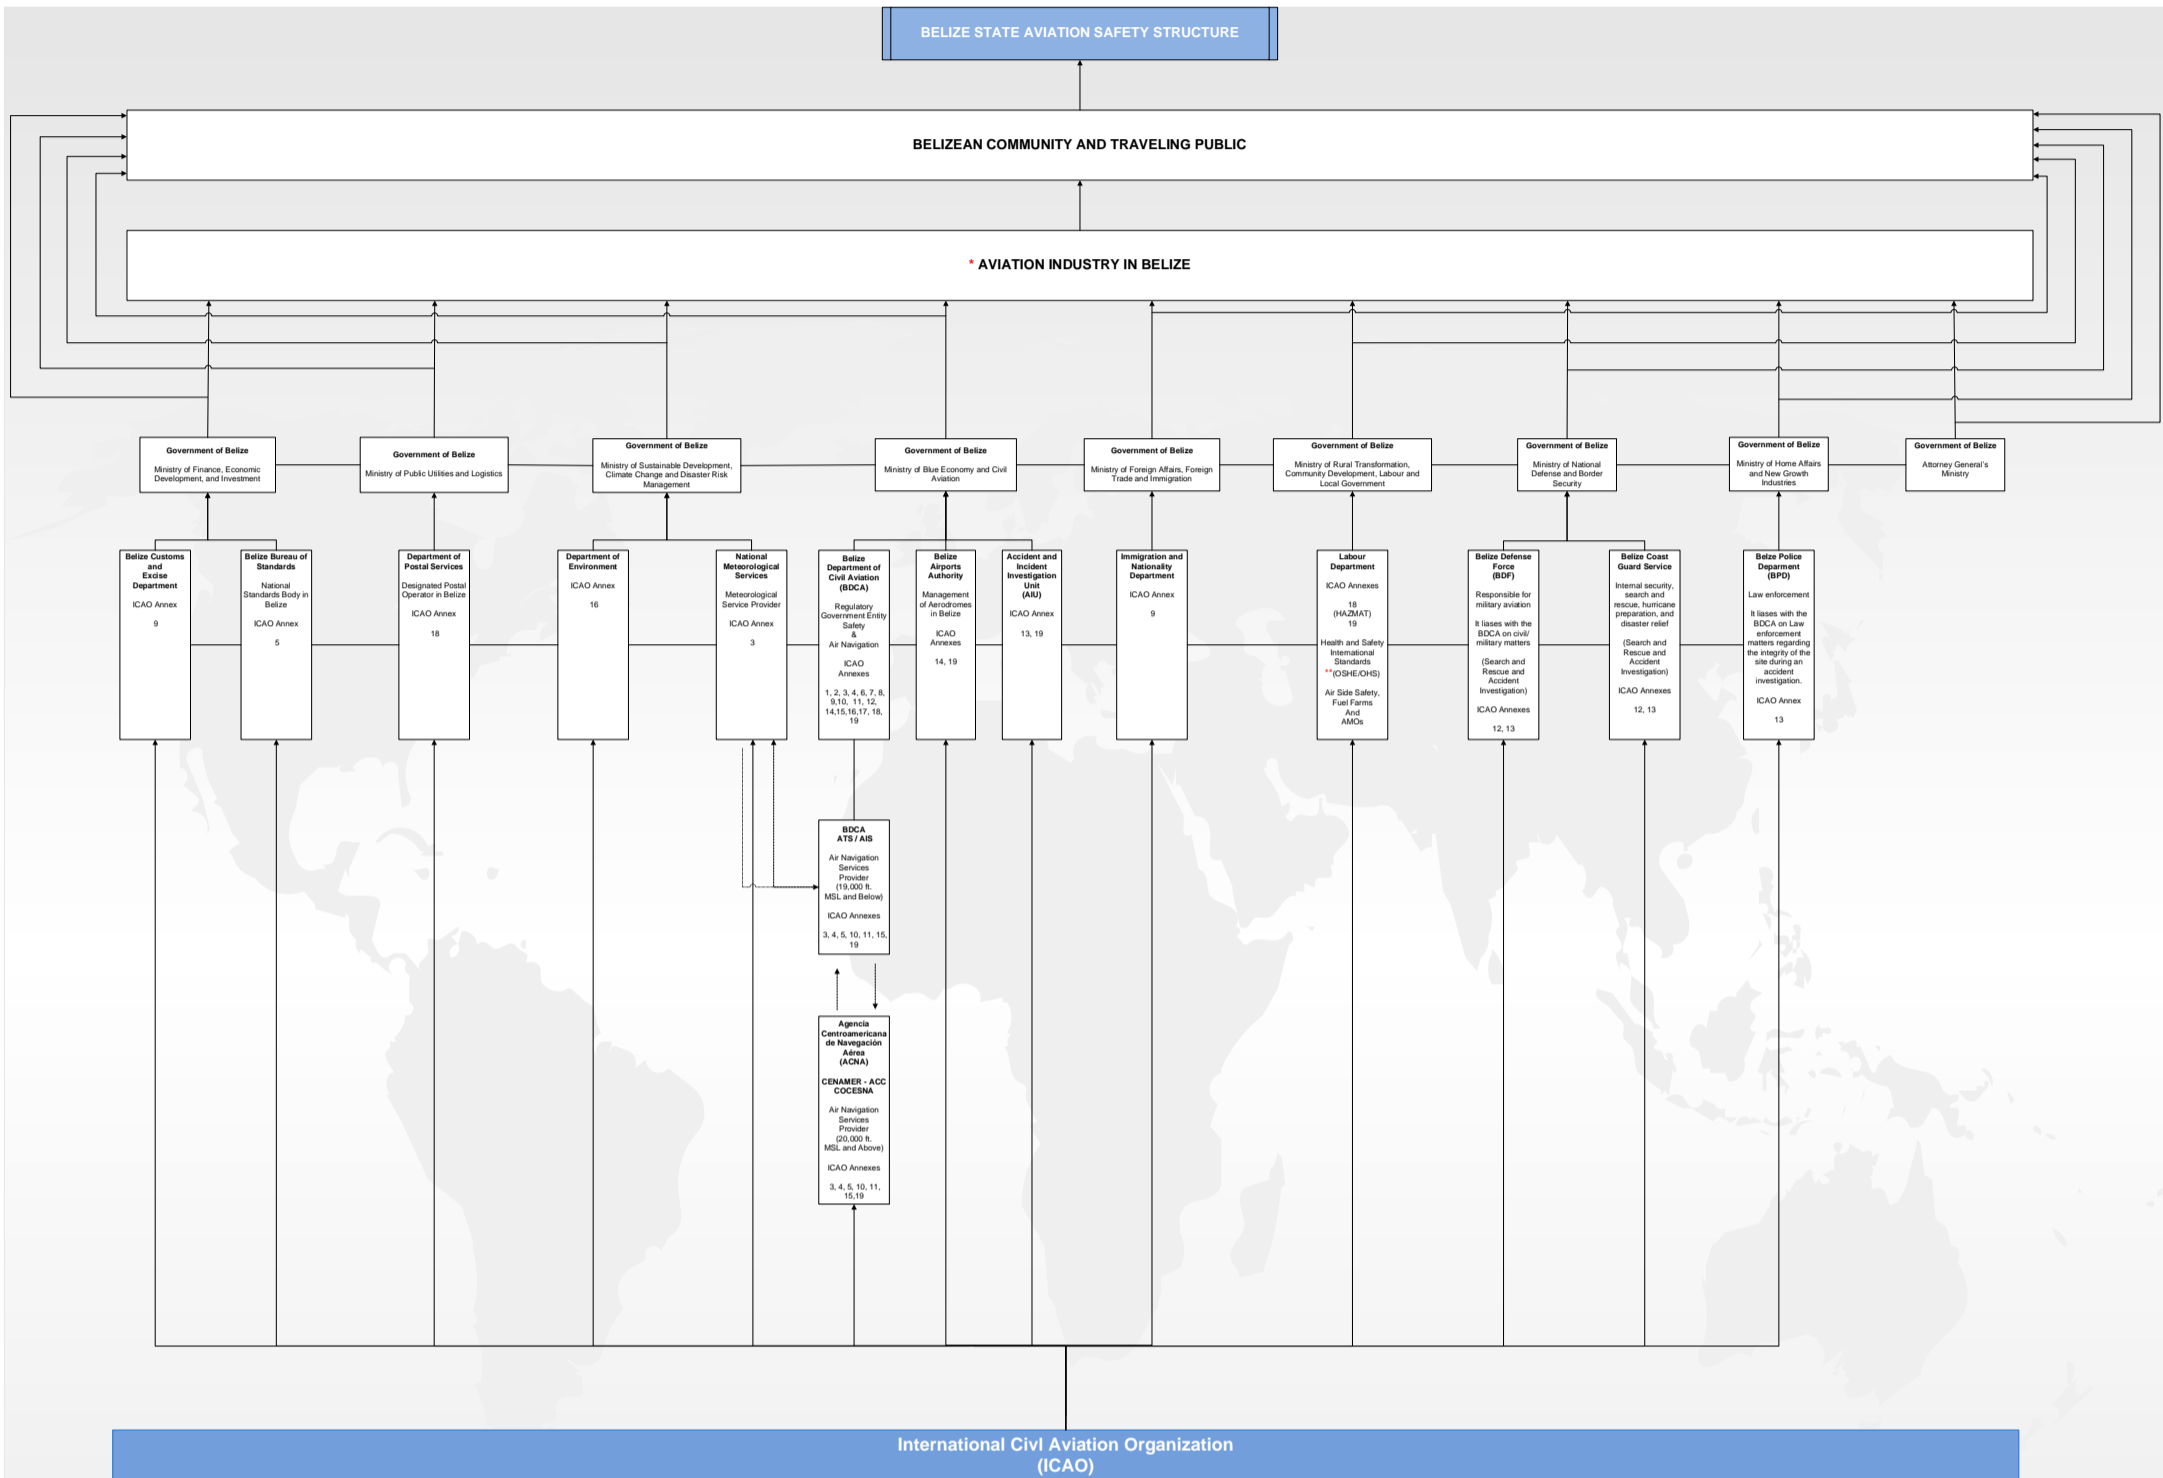 BELIZE STATE AVIATION SAFETY STRUCTURE
BELIZEAN COMMUNITY AND TRAVELING PUBLIC
* AVIATION INDUSTRY IN BELIZE
Government of Belize
Ministry of Finance, Economic
Development, and Investment
Government of Belize
Ministry of Public Utilities and Logistics
Government of Belize
Ministry of Sustainable Development,
Climate Change and Disaster Risk
Management
Government of Belize
Ministry of Blue Economy and Civil
Aviation
Government of Belize
Ministry of Foreign Affairs, Foreign
Trade and Immigration
Government of Belize
Ministry of Rural Transformation,
Community Development, Labour and
Local Government
Government of Belize
Ministry of National
Defense and Border
Security
Government of Belize
Ministry of Home Affairs
and New Growth
Industries
Government of Belize
Attorney General's
Ministry
Belize Customs
and
Excise
Department
ICAO Annex
9
Belize Bureau of
Standards
National
Standards Body in
Belize
ICAO Annex
5
Department of
Postal Services
Designated Postal
Operator in Belize
ICAO Annex
18
Department of
Environment
ICAO Annex
16
National
Meteorological
Services
Meteorological
Service Provider
ICAO Annex
3
Belize
Department of
Civil Aviation
(BDCA)
Regulatory
Government Entity
Safety
&
Air Navigation
ICAO
Annexes
1, 2, 3, 4, 6, 7, 8,
9,10, 11, 12,
14,15,16,17, 18,
19
Belize
Airports
Authority
Management
of Aerodromes
in Belize
ICAO
Annexes
14, 19
Accident and
Incident
Investigation
Unit
(AIU)
ICAO Annex
13, 19
Immigration and
Nationality
Department
ICAO Annex
9
Labour
Department
ICAO Annexes
18
(HAZMAT)
19
Health and Safety
International
Standards
**(OSHE/OHS)
Air Side Safety,
Fuel Farms
And
AMOs
Belize Defense
Force
(BDF)
Responsible for
military aviation
It liases with the
BDCA on civil/
military matters
(Search and
Rescue and
Accident
Investigation)
ICAO Annexes
12, 13
Belize Coast
Guard Service
Internal security,
search and
rescue, hurricane
preparation, and
disaster relief
(Search and
Rescue and
Accident
Investigation)
ICAO Annexes
12, 13
Belze Police
Deparment
(BPD)
Law enforcement
It liases with the
BDCA on Law
enforcement
matters regarding
the integrity of the
site during an
accident
investigation.
ICAO Annex
13
BDCA
ATS / AIS
Air Navigation
Services
Provider
(19,000 ft.
MSL and Below)
ICAO Annexes
3, 4, 5, 10, 11, 15,
19
Agencia
Centroamericana
de Navegación
Aérea
(ACNA)
CENAMER - ACC
COCESNA
Air Navigation
Services
Provider
(20,000 ft.
MSL and Above)
ICAO Annexes
3, 4, 5, 10, 11,
15,19
International Civl Aviation Organization
(ICAO)